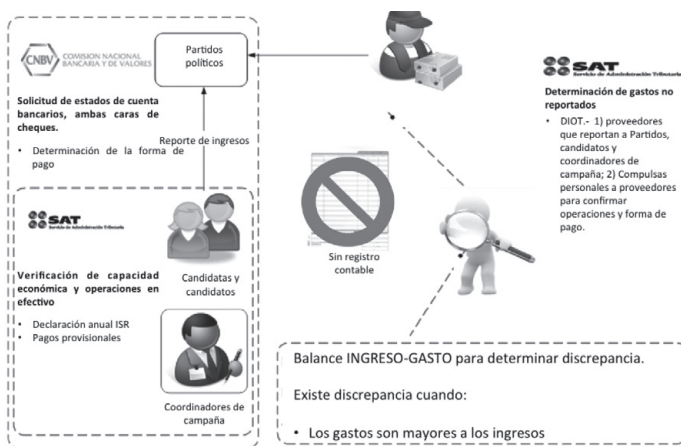 CNBV
COMISION NACIONAL
BANCARIA Y DE VALORES
Partidos
políticos
Solicitud de estados de cuenta
bancarios, ambas caras de
cheques.
• Determinación de la forma de
pago
Reporte de ingresos
SAT
Servicio de Administración Tributaria
Verificación de capacidad
económica y operaciones en
efectivo
• Declaración anual ISR
• Pagos provisionales
Candidatas y
candidatos
Coordinadores de
campaña
Sin registro
contable
SAT
Servicio de Administración Tributaria
Determinación de gastos no
reportados
• DIOT.- 1) proveedores
que reportan a Partidos,
candidatos y
coordinadores de
campaña; 2) Compulsas
personales a proveedores
para confirmar
operaciones y forma de
pago.
Balance INGRESO-GASTO para determinar discrepancia.
Existe discrepancia cuando:
• Los gastos son mayores a los ingresos